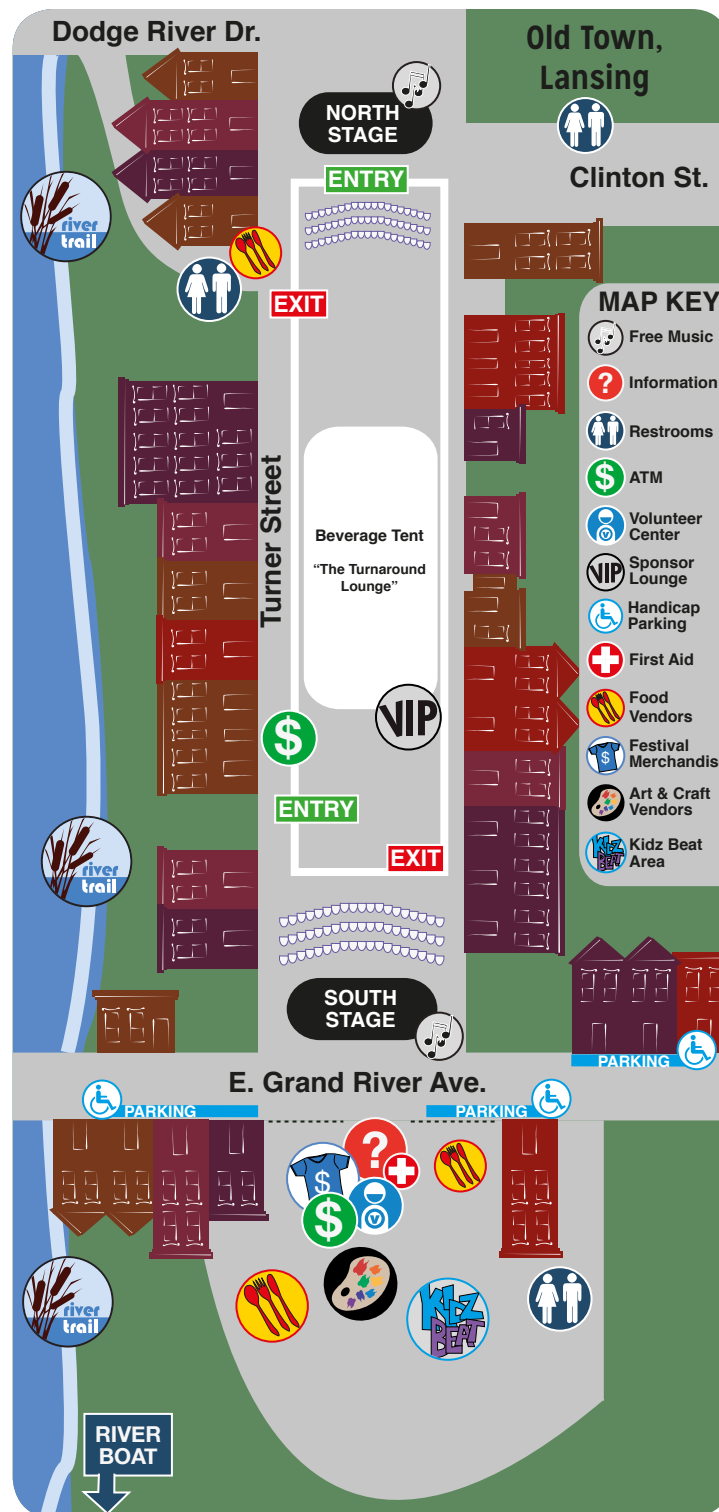 Dodge River Dr.
Old Town,
Lansing
NORTH
STAGE
ENTRY
Clinton St.
river
trail
EXIT
MAP KEY
Free Music
?
Information
Restrooms
$
ATM
Volunteer
Center
VIP
Sponsor
Lounge
Handicap
Parking
First Aid
Food
Vendors
$
Festival
Merchandis
Art & Craft
Vendors
KIDZ
BEAT
Kidz Beat
Area
Turner Street
Beverage Tent
“The Turnaround
Lounge”
VIP
$
ENTRY
EXIT
river
trail
SOUTH
STAGE
PARKING
E. Grand River Ave.
PARKING
PARKING
?
$
V
$
KIDZ
BEAT
river
trail
RIVER
BOAT